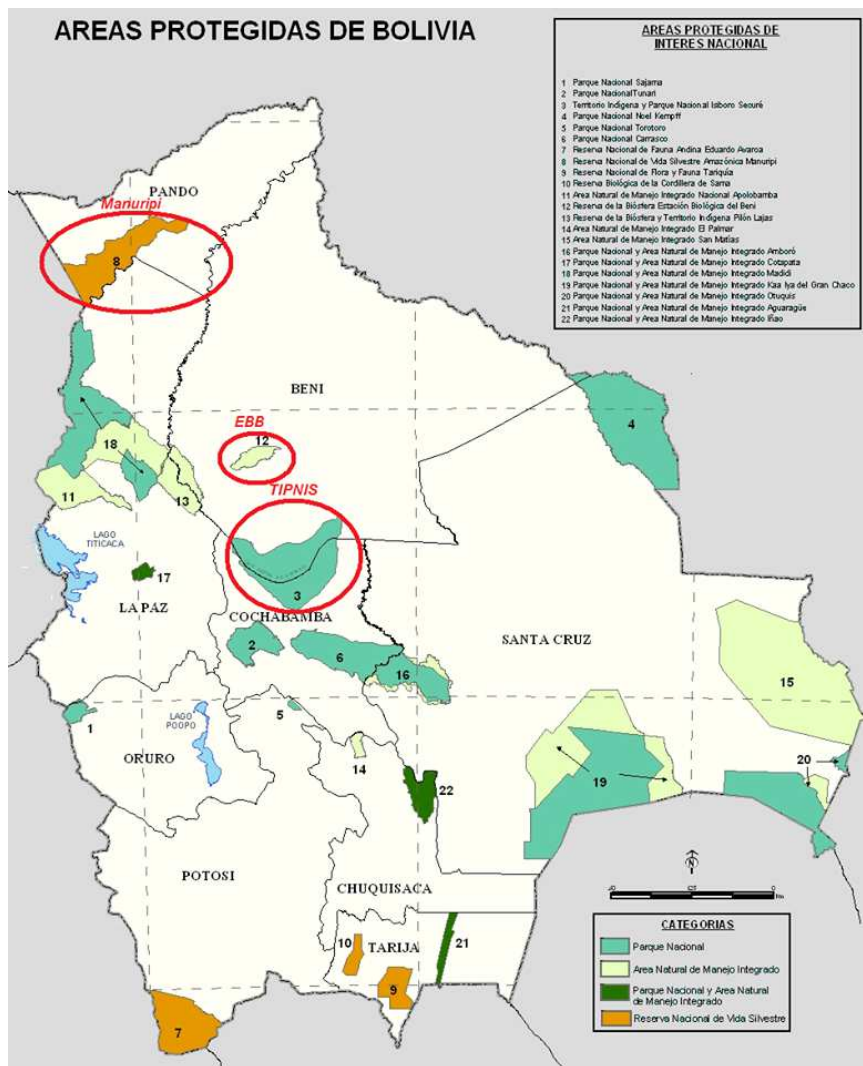 AREAS PROTEGIDAS DE BOLIVIA
AREAS PROTEGIDAS DE
INTERES NACIONAL
1 Parque Nacional Sajama
2 Parque NacionalTunari
3 Territorio Indígena y Parque Nacional Isiboro Securé
4 Parque Nacional Noel Kempff
5 Parque Nacional Torotoro
6 Parque Nacional Carrasco
7 Reserva Nacional de Fauna Andina Eduardo Avaroa
8 Reserva Nacional de Vida Silvestre Amazónica Manuripi
9 Reserva Nacional de Flora y Fauna Tariquía
10 Reserva Biológica de la Cordillera de Sama
11 Area Natural de Manejo Integrado Nacional Apolobamba
12 Reserva de la Biósfera Estación Biológica del Beni
13 Reserva de la Biósfera y Territorio Indígena Pilón Lajas
14 Area Natural de Manejo Integrado El Palmar
15 Area Natural de Manejo Integrado San Matías
16 Parque Nacional y Area Natural de Manejo Integrado Amboró
17 Parque Nacional y Area Natural de Manejo Integrado Cotapata
18 Parque Nacional y Area Natural de Manejo Integrado Madidi
19 Parque Nacional y Area Natural de Manejo Integrado Kaa Iya del Gran Chaco
20 Parque Nacional y Area Natural de Manejo Integrado Otuquis
21 Parque Nacional y Area Natural de Manejo Integrado Aguaragüe
22 Parque Nacional y Area Natural de Manejo Integrado Iñao
PANDO
Manuripi
8
BENI
4
EBB
12
18
11
13
TIPNIS
LAGO
TITICACA
17
3
LA PAZ
COCHABAMBA
2
6
16
SANTA CRUZ
15
1
LAGO
POOPO
5
ORURO
14
22
19
20
POTOSI
CHUQUISACA
N
10
TARIJA
21
9
7
CATEGORIAS
Parque Nacional
Area Natural de Manejo Integrado
Parque Nacional y Area Natural
de Manejo Integrado
Reserva Nacional de Vida Silvestre